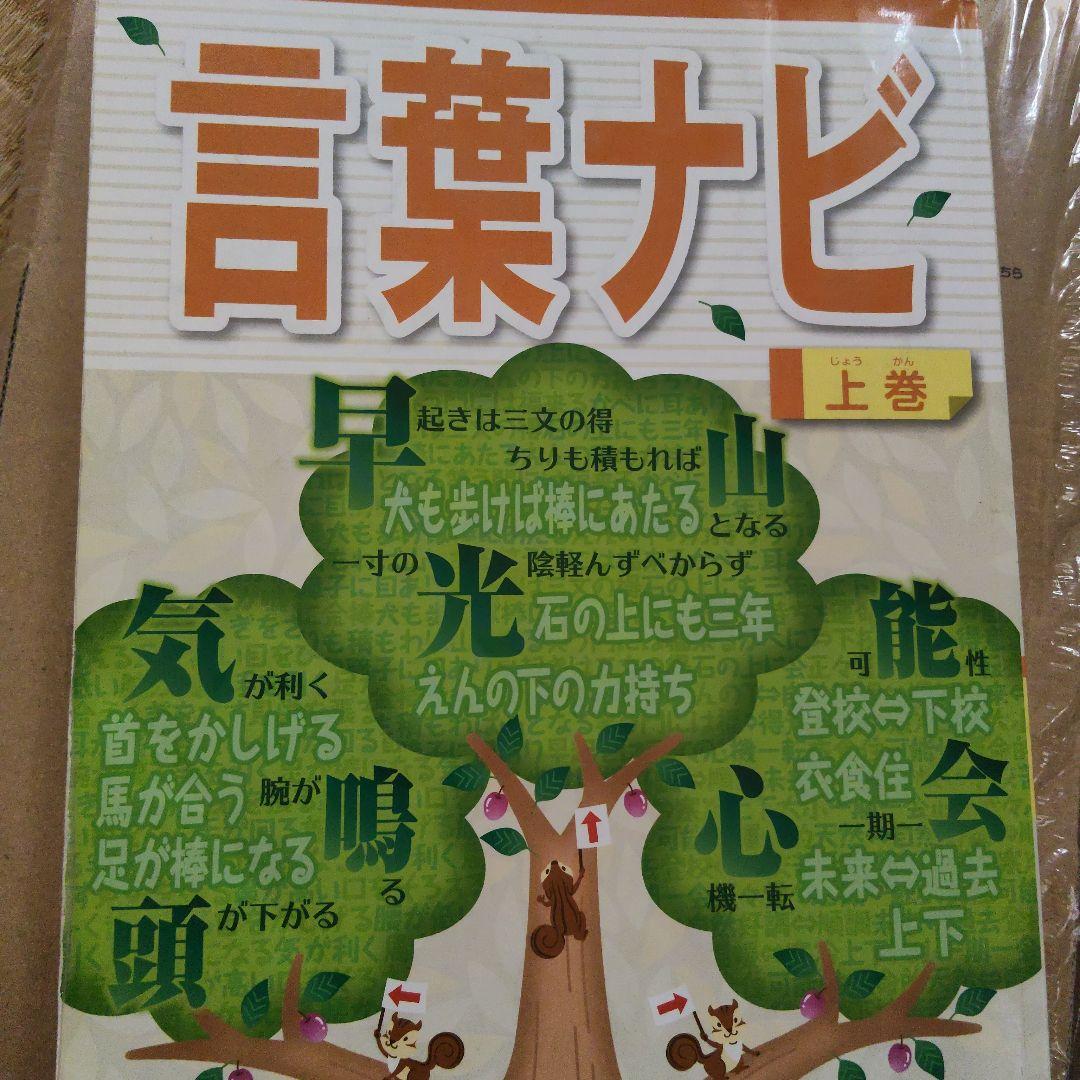 言葉ナビ
じょう かん
上巻
早起きは三文の得
ちりも積もれば山となる
犬も歩けば棒にあたる
一寸の光陰軽んずべからず
石の上にも三年
えんの下の力持ち
気が利く
首をかしげる
馬が合う
腕が鳴る
足が棒になる
頭が下がる
可能性
登校⇔下校
衣食住
一期一会
心機一転
未来⇔過去
上下
ちら